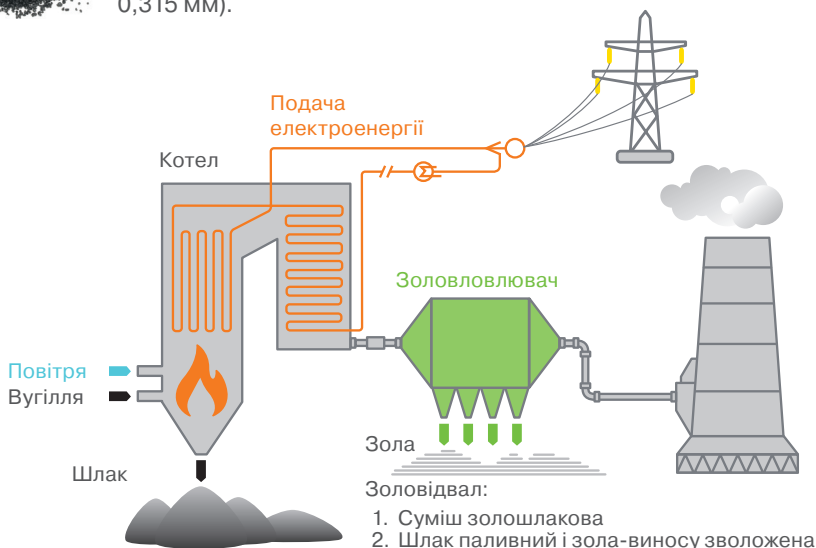 0,315 мм).
Подача
електроенергії
Котел
Золовловлювач
Повітря
Вугілля
Зола
Шлак
Золовідвал:
1. Суміш золошлакова
2. Шлак паливний і зола-виносу зволожена